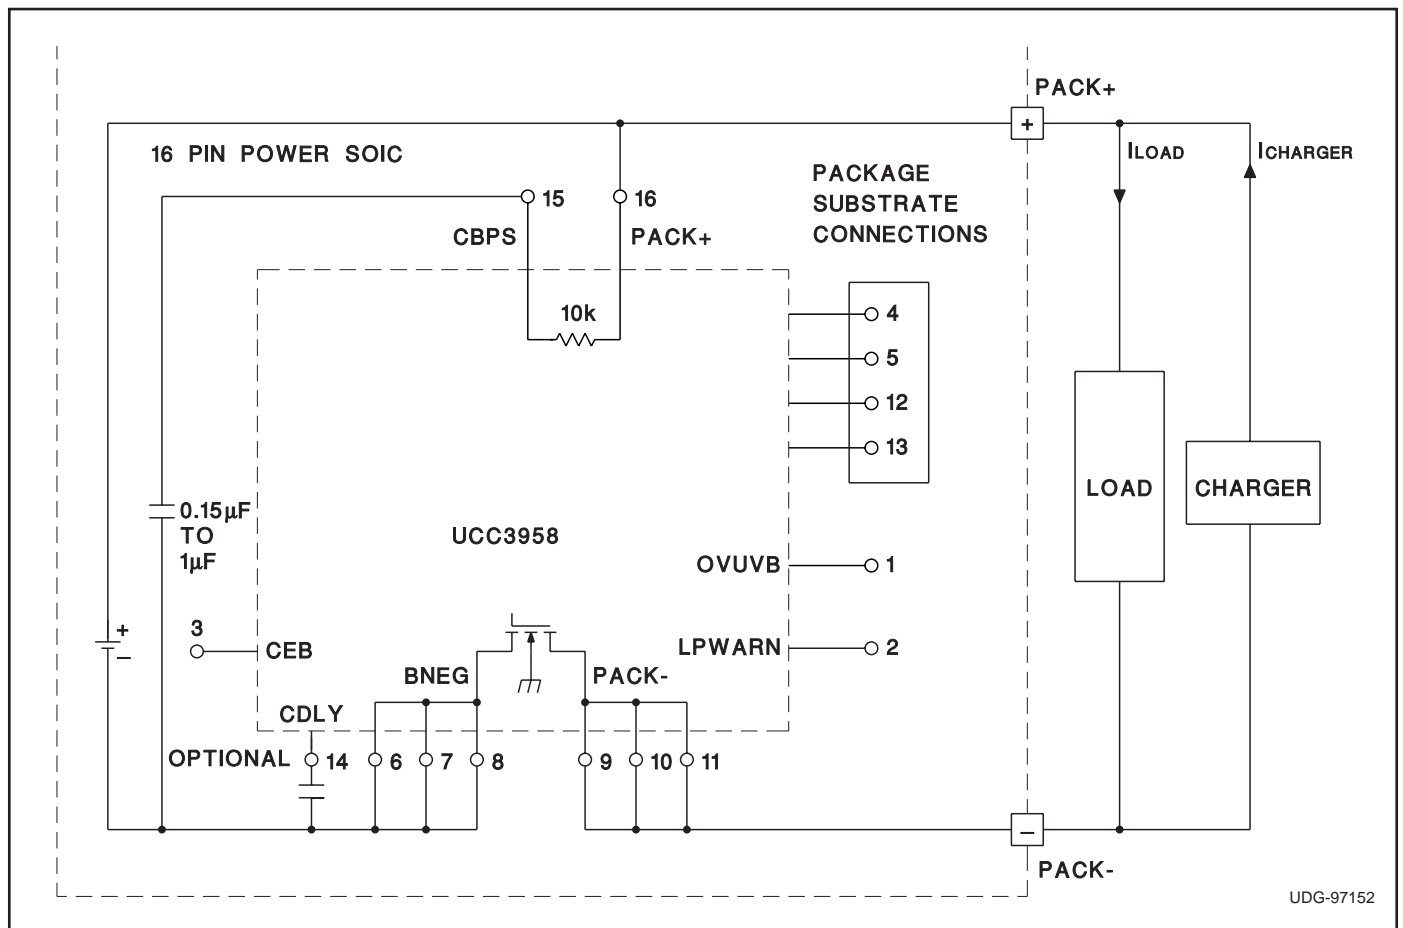 PACK+
+
16 PIN POWER SOIC
ILOAD
ICHARGER
PACKAGE
SUBSTRATE
CONNECTIONS
15
16
CBPS
PACK+
10k
4
5
12
13
LOAD
CHARGER
0.15µF
TO
1µF
UCC3958
OVUVB
1
+
–
3
CEB
LPWARN
2
BNEG
PACK-
CDLY
OPTIONAL
14
6
7
8
9
10
11
–
PACK-
UDG-97152